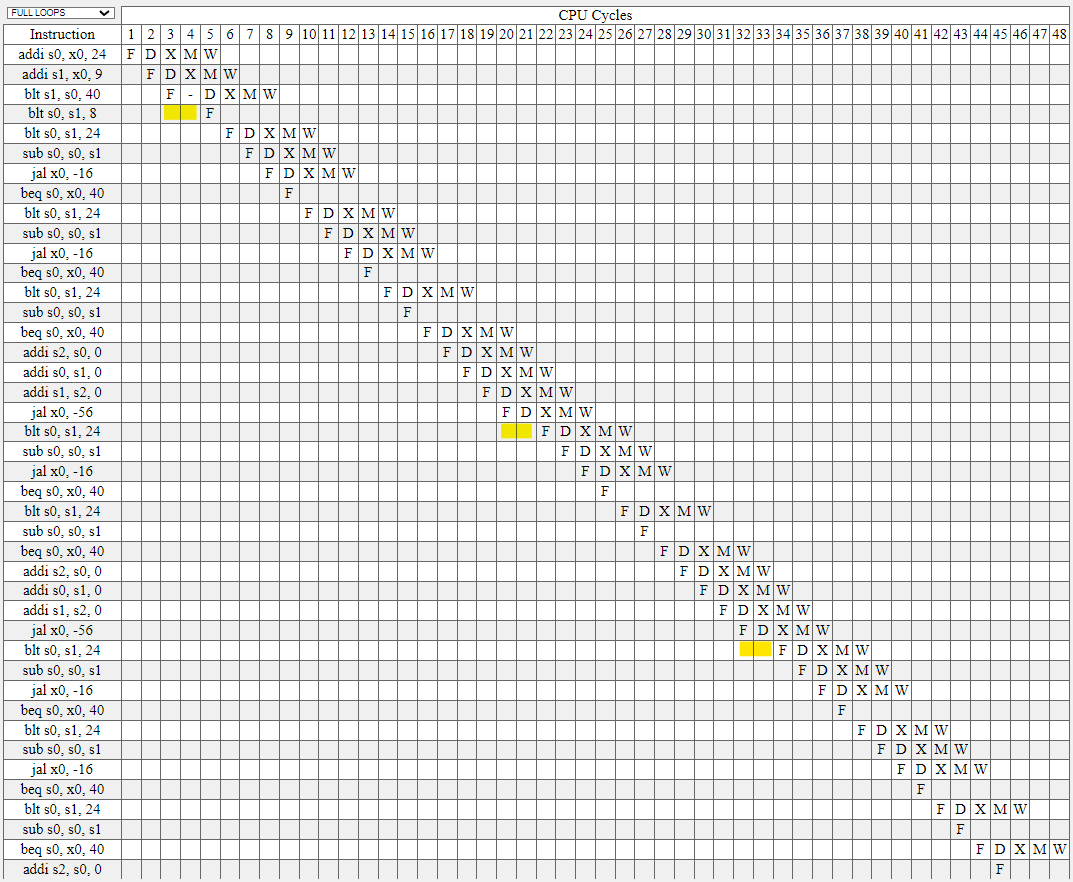 FULL LOOPS
CPU Cycles
Instruction 1 2 3 4 5 6 7 8 9 10 11 12 13 14 15 16 17 18 19 20 21 22 23 24 25 26 27 28 29 30 31 32 33 34 35 36 37 38 39 40 41 42 43 44 45 46 47 48
addi s0, x0, 24 F D X M W
addi s1, x0, 9 F D X M W
blt s1, s0, 40 F - D X M W
blt s0, s1, 8 F
blt s0, s1, 24 F D X M W
sub s0, s0, s1 F D X M W
jal x0, -16 F D X M W
beq s0, x0, 40 F
blt s0, s1, 24 F D X M W
sub s0, s0, s1 F D X M W
jal x0, -16 F D X M W
beq s0, x0, 40 F
blt s0, s1, 24 F D X M W
sub s0, s0, s1 F
beq s0, x0, 40 F D X M W
addi s2, s0, 0 F D X M W
addi s0, s1, 0 F D X M W
addi s1, s2, 0 F D X M W
jal x0, -56 F D X M W
blt s0, s1, 24 F D X M W
sub s0, s0, s1 F D X M W
jal x0, -16 F D X M W
beq s0, x0, 40 F
blt s0, s1, 24 F D X M W
sub s0, s0, s1 F
beq s0, x0, 40 F D X M W
addi s2, s0, 0 F D X M W
addi s0, s1, 0 F D X M W
addi s1, s2, 0 F D X M W
jal x0, -56 F D X M W
blt s0, s1, 24 F D X M W
sub s0, s0, s1 F D X M W
jal x0, -16 F D X M W
beq s0, x0, 40 F
blt s0, s1, 24 F D X M W
sub s0, s0, s1 F D X M W
jal x0, -16 F D X M W
beq s0, x0, 40 F
blt s0, s1, 24 F D X M W
sub s0, s0, s1 F
beq s0, x0, 40 F D X M W
addi s2, s0, 0 F